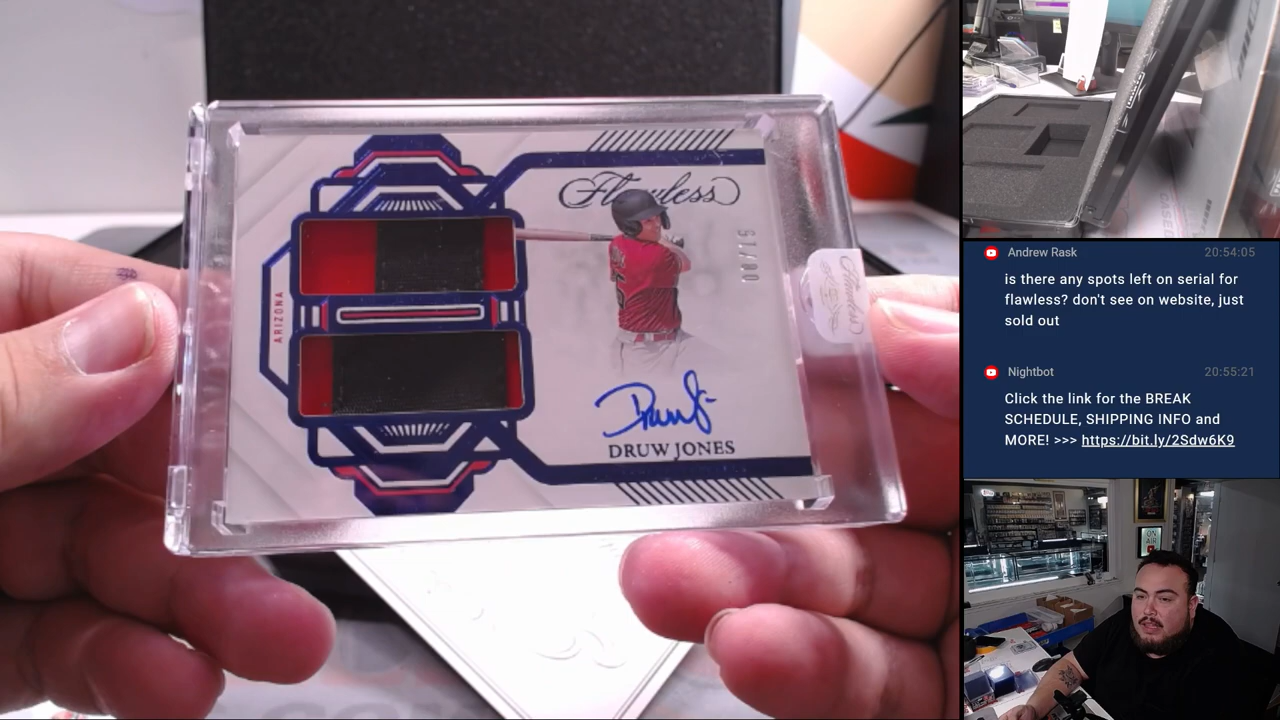 Flawless
ARIZONA
DRUW JONES
Andrew Rask 20:54:05
is there any spots left on serial for
flawless? don't see on website, just
sold out
Nightbot 20:55:21
Click the link for the BREAK
SCHEDULE, SHIPPING INFO and
MORE! >>> https://bit.ly/2Sdw6K9
ON
AIR